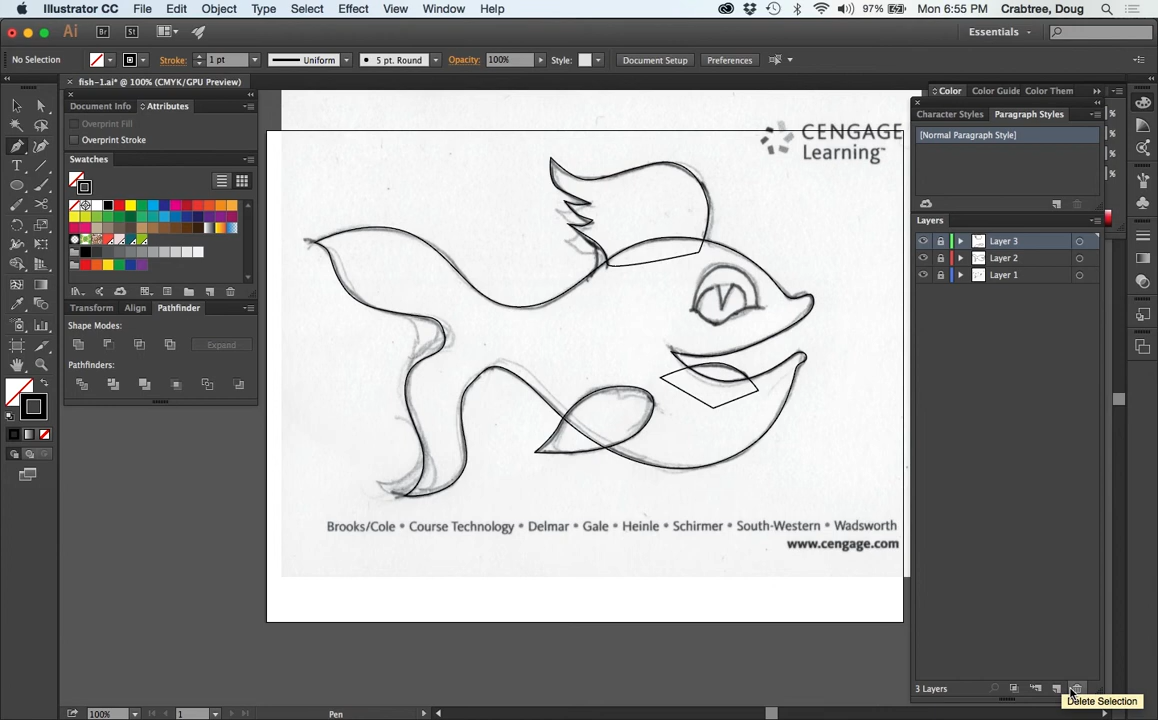 Illustrator CC File Edit Object Type Select Effect View Window Help
97% Mon 6:55 PM Crabtree, Doug
Ai Br St Essentials
No Selection Stroke: 1 pt Uniform 5 pt. Round Opacity: 100% Style: Document Setup Preferences
fish-1.ai* @ 100% (CMYK/GPU Preview)
Document Info Attributes
Overprint Fill
Overprint Stroke
Swatches
Transform Align Pathfinder
Shape Modes:
Expand
Pathfinders:
CENGAGE
Learning™
Brooks/Cole • Course Technology • Delmar • Gale • Heinle • Schirmer • South-Western • Wadsworth
www.cengage.com
Color Color Guide Color Them
Character Styles Paragraph Styles
[Normal Paragraph Style]
Layers
Layer 3
Layer 2
Layer 1
3 Layers
Delete Selection
100% 1 Pen